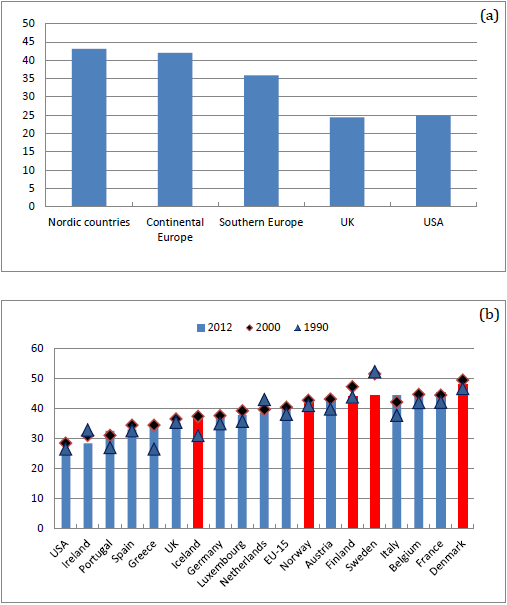 (a)
50
45
40
35
30
25
20
15
10
5
0
Nordic countries
Continental
Europe
Southern Europe
UK
USA
(b)
2012
2000
1990
60
50
40
30
20
10
0
USA
Ireland
Portugal
Spain
Greece
UK
Iceland
Germany
Luxembourg
Netherlands
EU-15
Norway
Austria
Finland
Sweden
Italy
Belgium
France
Denmark